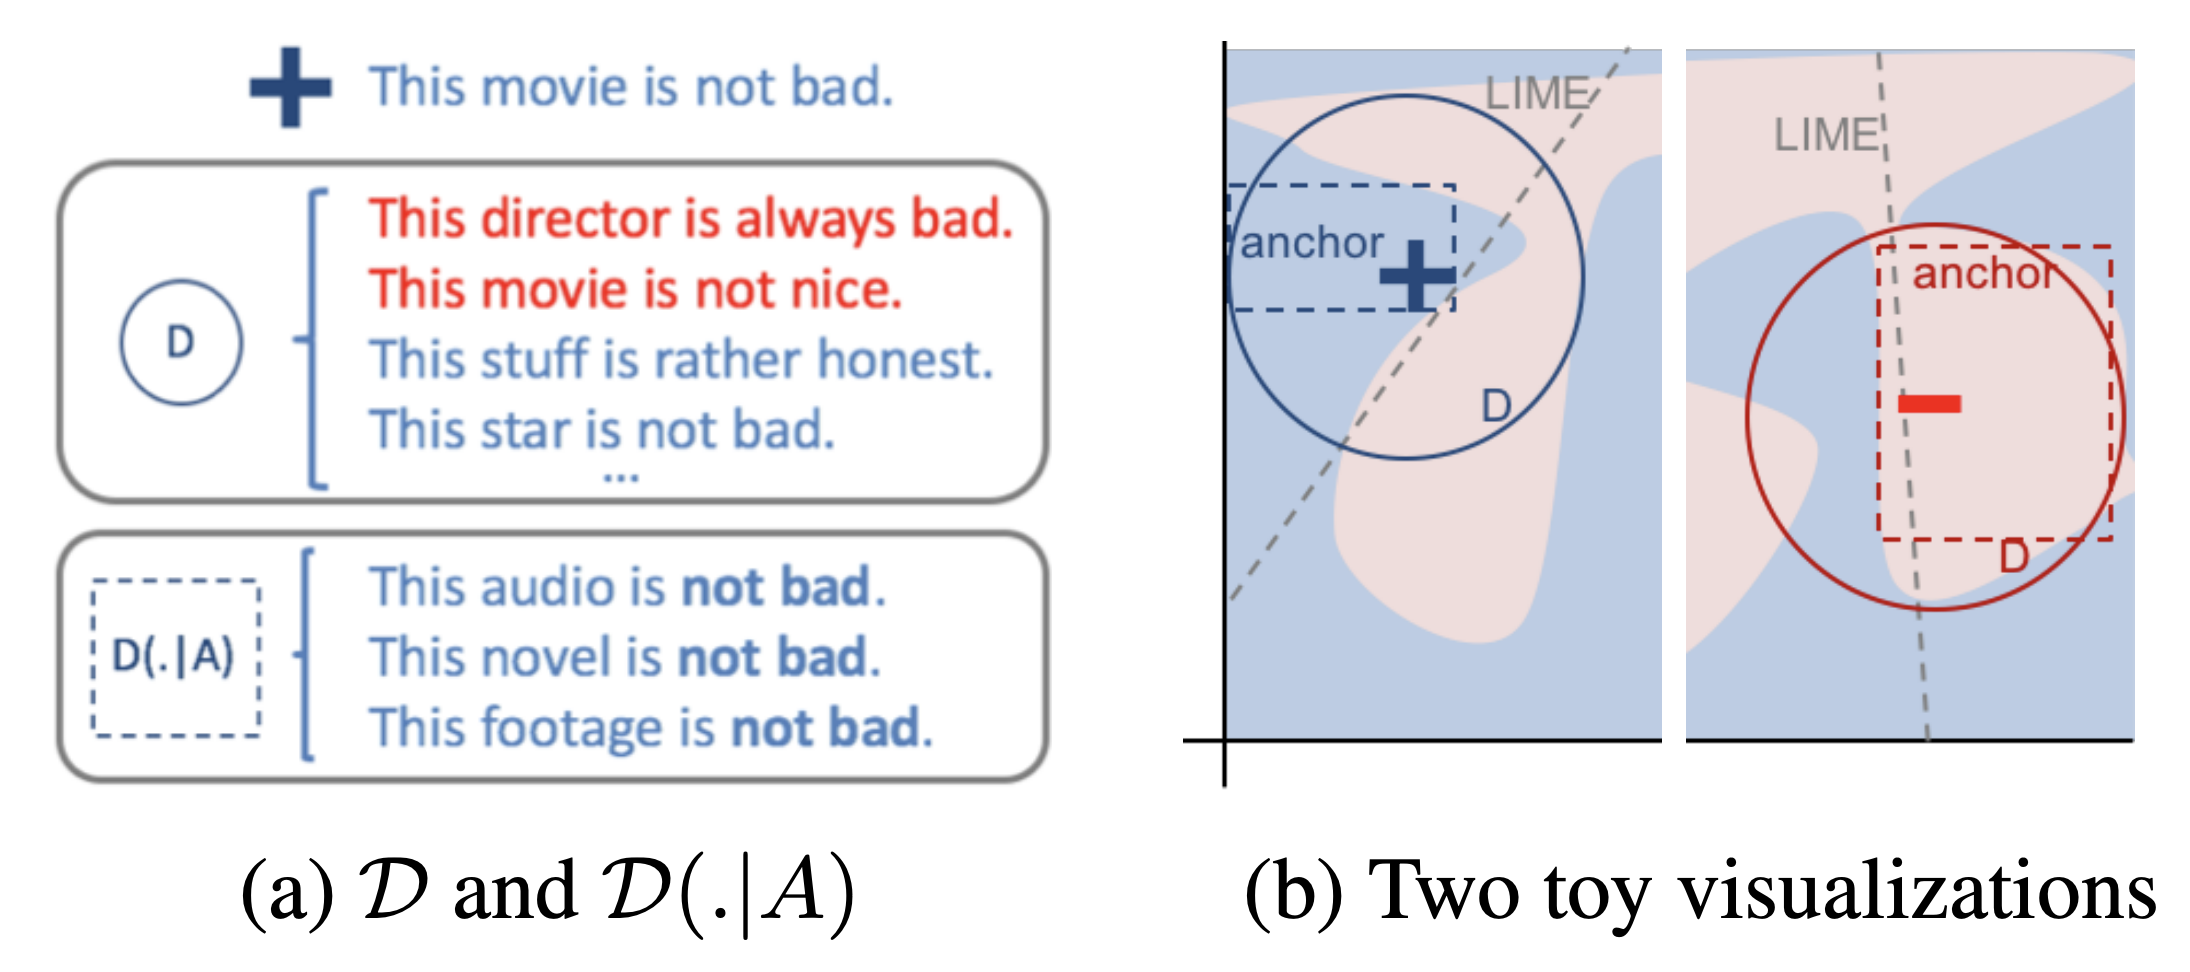 This movie is not bad.
D
This director is always bad.
This movie is not nice.
This stuff is rather honest.
This star is not bad.
...
D(.|A)
This audio is not bad.
This novel is not bad.
This footage is not bad.
(a) 𝒟 and 𝒟(.|A)
LIME
anchor
D
LIME
anchor
D
(b) Two toy visualizations